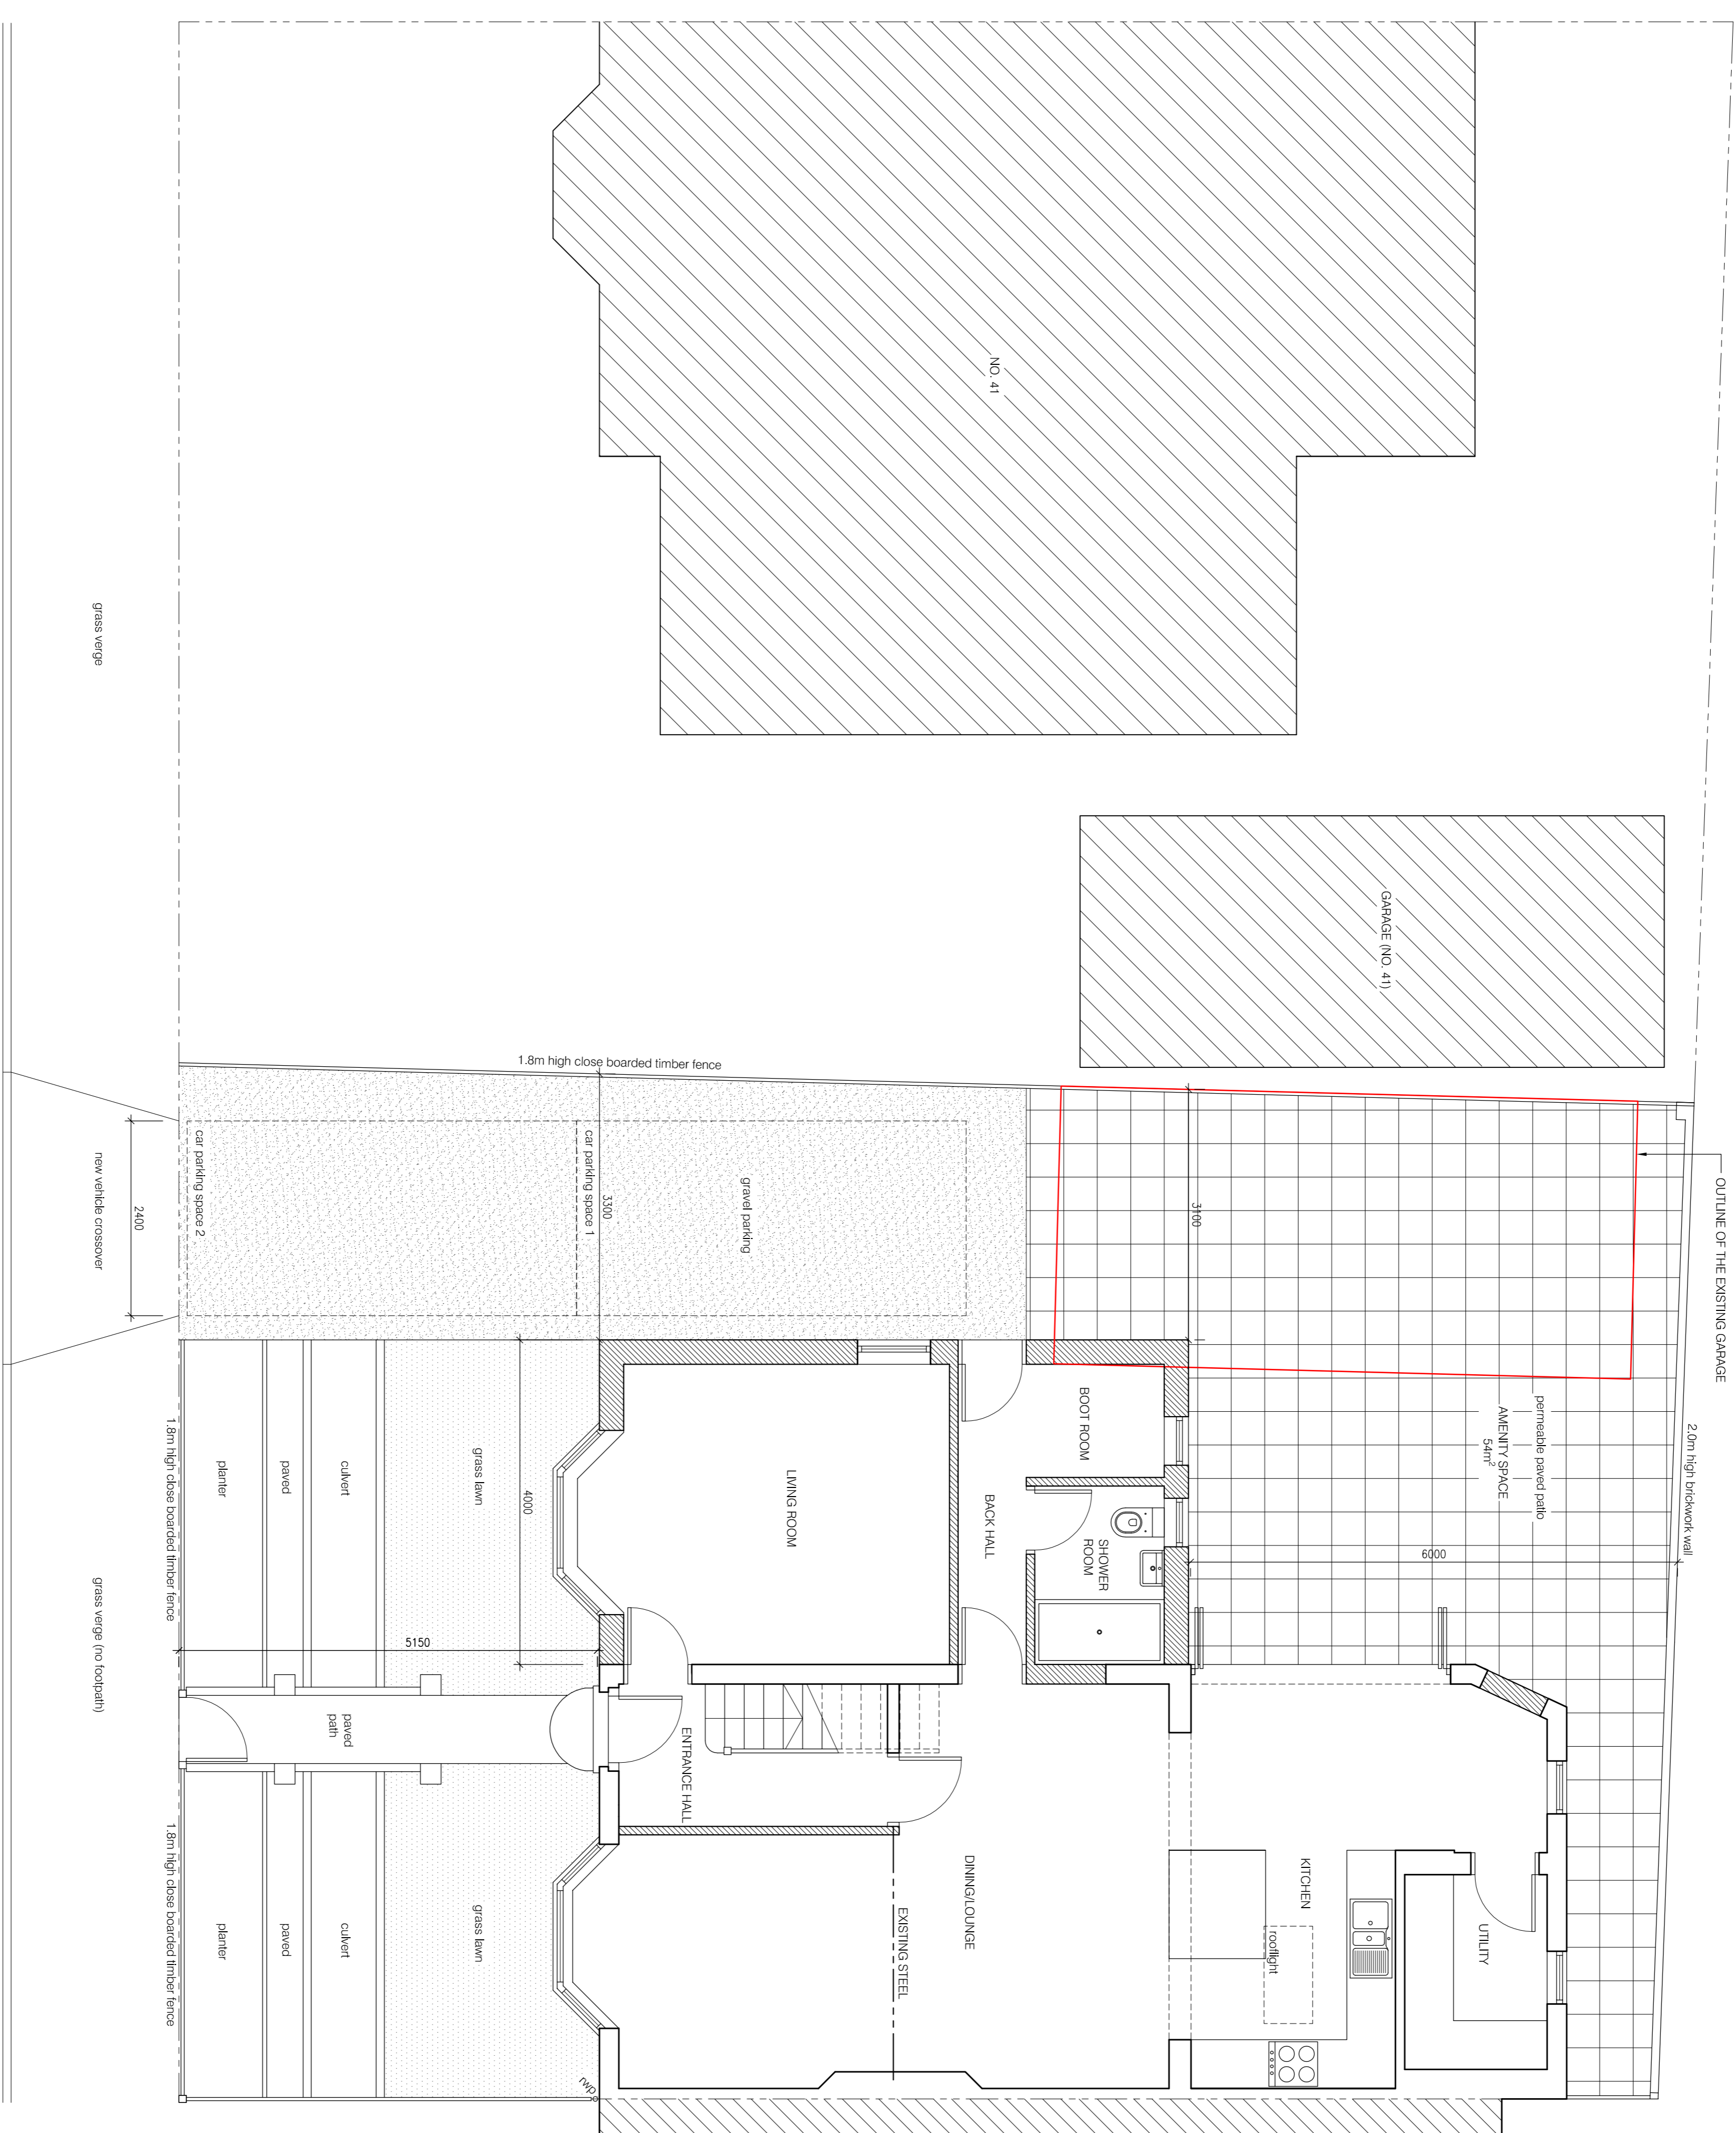 OUTLINE OF THE EXISTING GARAGE
2.0m high brickwork wall
permeable paved patio
AMENITY SPACE
54m²
6000
UTILITY
GARAGE (NO. 41)
KITCHEN
rooflight
3100
BOOT ROOM
SHOWER
ROOM
NO. 41
BACK HALL
DINING/LOUNGE
EXISTING STEEL
LIVING ROOM
gravel parking
1.8m high close boarded timber fence
ENTRANCE HALL
3300
car parking space 1
rwp
4000
5150
grass lawn
grass lawn
culvert
paved
path
culvert
paved
paved
planter
planter
car parking space 2
1.8m high close boarded timber fence
1.8m high close boarded timber fence
2400
grass verge
new vehicle crossover
grass verge (no footpath)